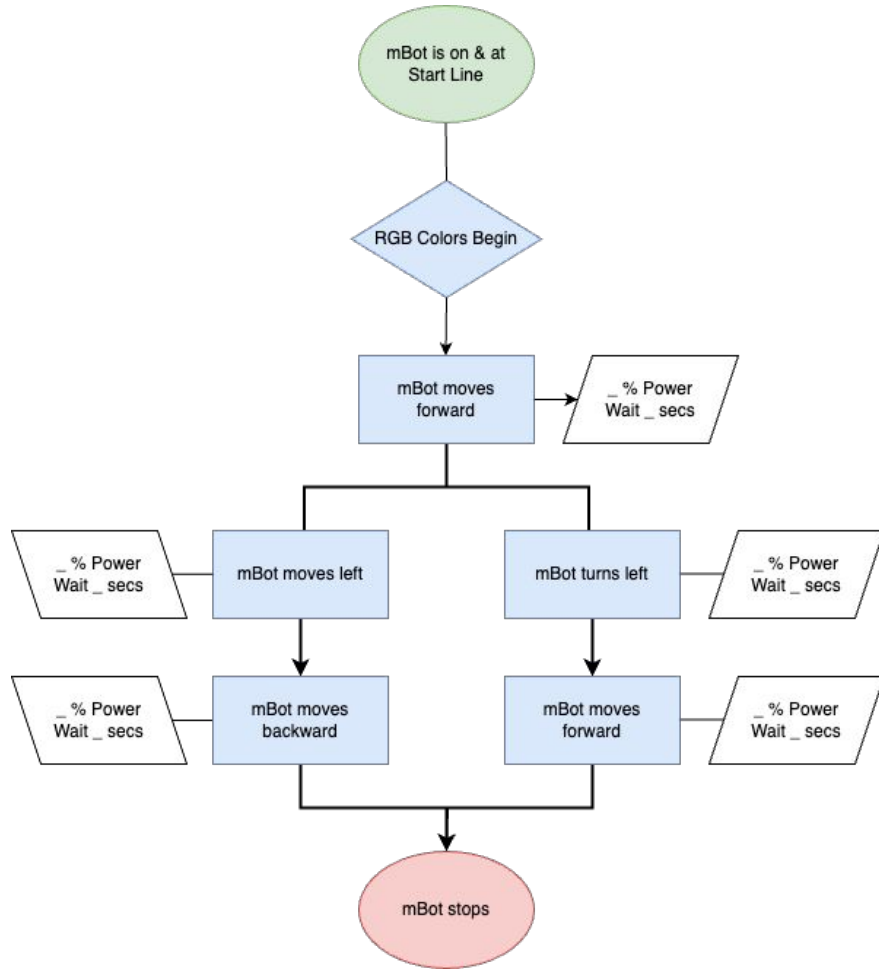 mBot is on & at
Start Line
RGB Colors Begin
mBot moves
forward
_ % Power
Wait _ secs
_ % Power
Wait _ secs
mBot moves left
mBot turns left
_ % Power
Wait _ secs
_ % Power
Wait _ secs
mBot moves
backward
mBot moves
forward
_ % Power
Wait _ secs
mBot stops